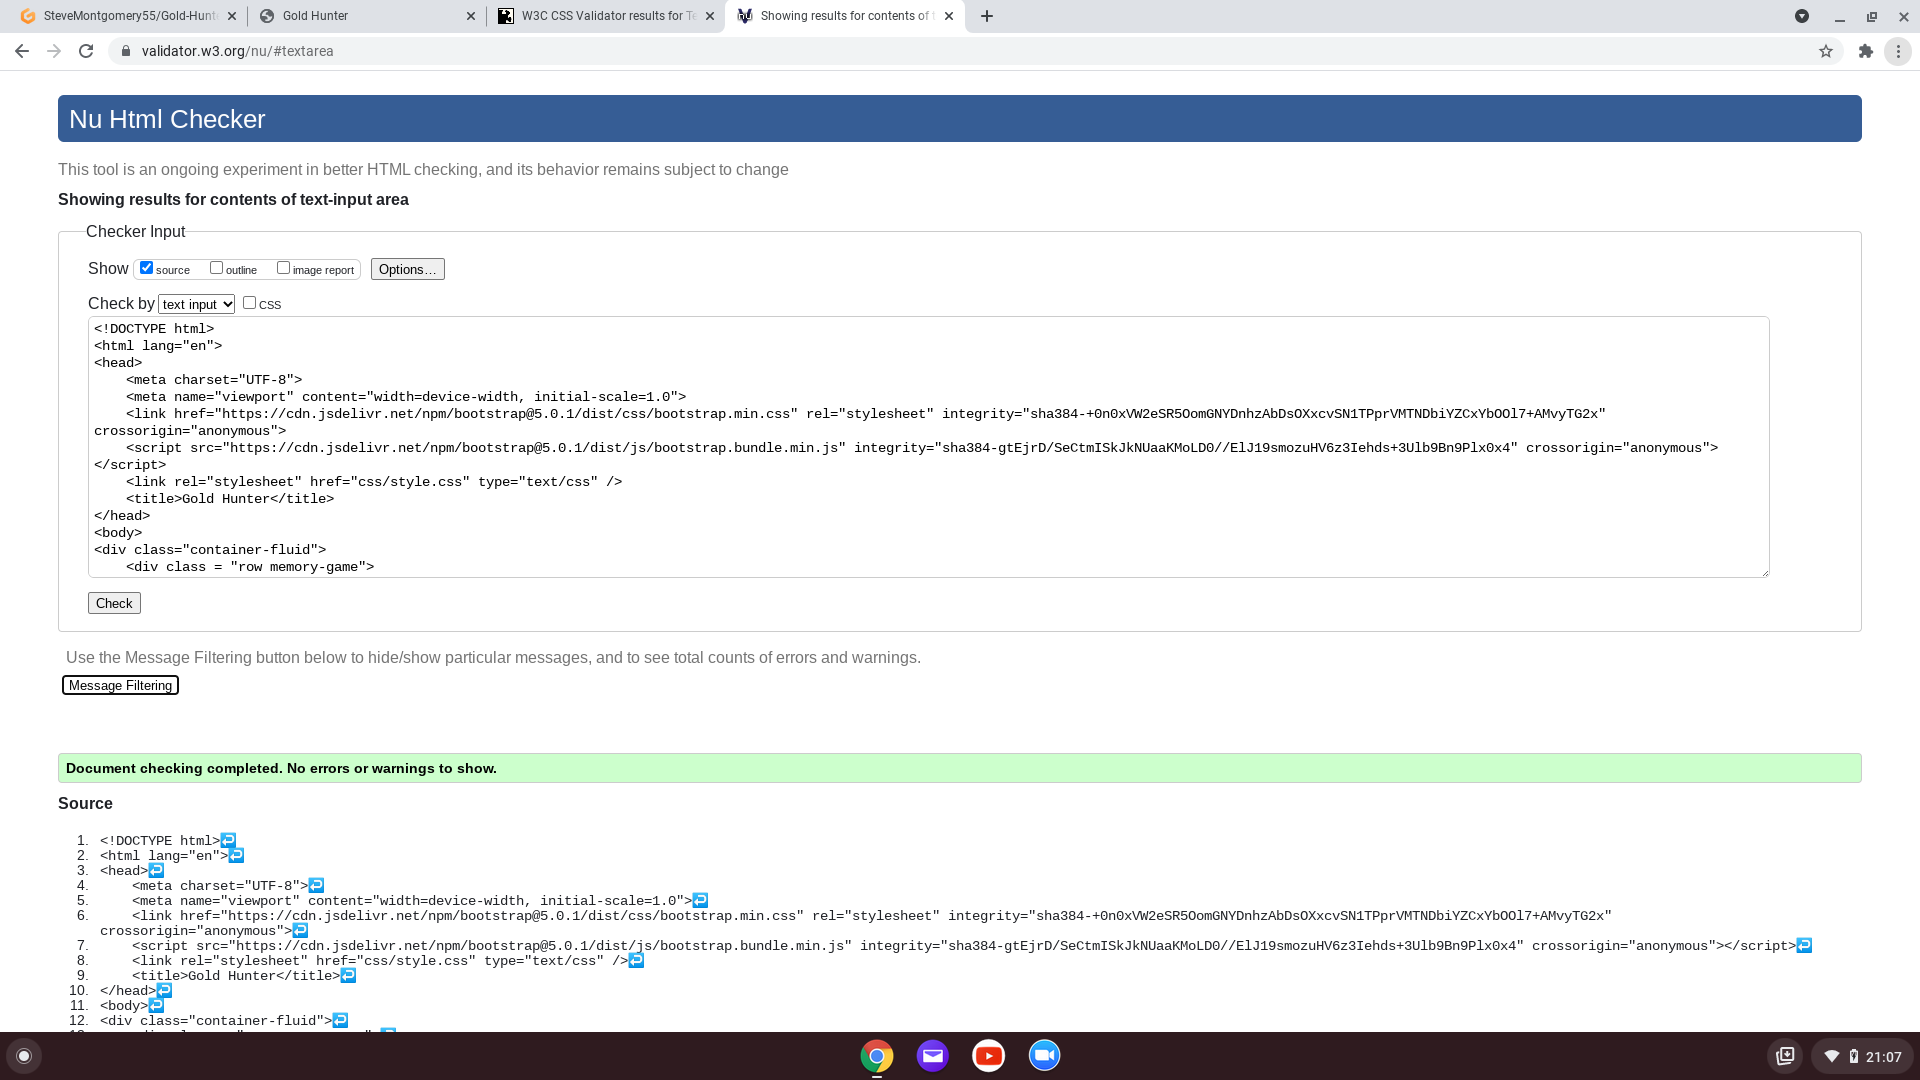 SteveMontgomery55/Gold-Hunt
Gold Hunter
W3C CSS Validator results for Te
Showing results for contents of t
validator.w3.org/nu/#textarea
Nu Html Checker
This tool is an ongoing experiment in better HTML checking, and its behavior remains subject to change
Showing results for contents of text-input area
Checker Input
Show source outline image report Options...
Check by text input CSS
<!DOCTYPE html>
<html lang="en">
<head>
    <meta charset="UTF-8">
    <meta name="viewport" content="width=device-width, initial-scale=1.0">
    <link href="https://cdn.jsdelivr.net/npm/bootstrap@5.0.1/dist/css/bootstrap.min.css" rel="stylesheet" integrity="sha384-+0n0xVW2eSR5OomGNYDnhzAbDsOXxcvSN1TPprVMTNDbiYZCxYbOOl7+AMvyTG2x"
crossorigin="anonymous">
    <script src="https://cdn.jsdelivr.net/npm/bootstrap@5.0.1/dist/js/bootstrap.bundle.min.js" integrity="sha384-gtEjrD/SeCtmISkJkNUaaKMoLD0//ElJ19smozuHV6z3Iehds+3Ulb9Bn9Plx0x4" crossorigin="anonymous">
</script>
    <link rel="stylesheet" href="css/style.css" type="text/css" />
    <title>Gold Hunter</title>
</head>
<body>
<div class="container-fluid">
    <div class = "row memory-game">
Check
Use the Message Filtering button below to hide/show particular messages, and to see total counts of errors and warnings.
Message Filtering
Document checking completed. No errors or warnings to show.
Source
1. <!DOCTYPE html>↩
2. <html lang="en">↩
3. <head>↩
4.     <meta charset="UTF-8">↩
5.     <meta name="viewport" content="width=device-width, initial-scale=1.0">↩
6.     <link href="https://cdn.jsdelivr.net/npm/bootstrap@5.0.1/dist/css/bootstrap.min.css" rel="stylesheet" integrity="sha384-+0n0xVW2eSR5OomGNYDnhzAbDsOXxcvSN1TPprVMTNDbiYZCxYbOOl7+AMvyTG2x"
crossorigin="anonymous">↩
7.     <script src="https://cdn.jsdelivr.net/npm/bootstrap@5.0.1/dist/js/bootstrap.bundle.min.js" integrity="sha384-gtEjrD/SeCtmISkJkNUaaKMoLD0//ElJ19smozuHV6z3Iehds+3Ulb9Bn9Plx0x4" crossorigin="anonymous"></script>↩
8.     <link rel="stylesheet" href="css/style.css" type="text/css" />↩
9.     <title>Gold Hunter</title>↩
10. </head>↩
11. <body>↩
12. <div class="container-fluid">↩
21:07